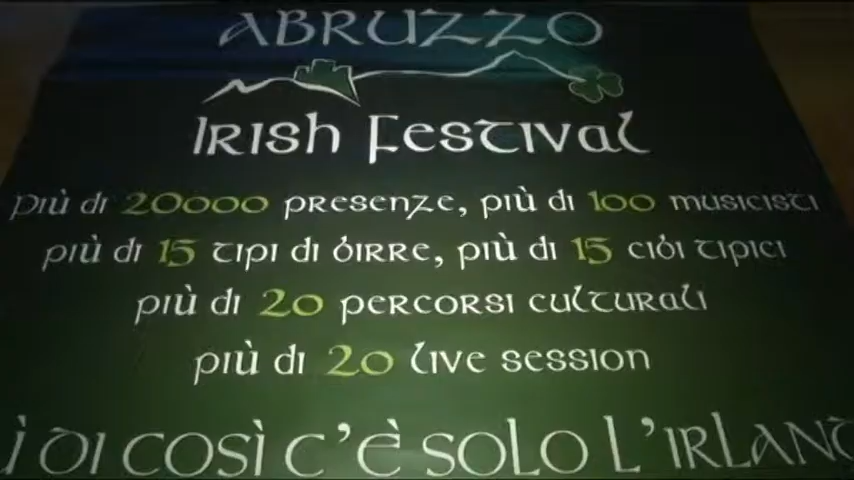 ABRUZZO
IRISH FESTIVAL
più di 20000 presenze, più di 100 musicisti
più di 15 tipi di birre, più di 15 cibi tipici
più di 20 percorsi culturali
più di 20 live session
DI COSÌ C'È SOLO L'IRLAND